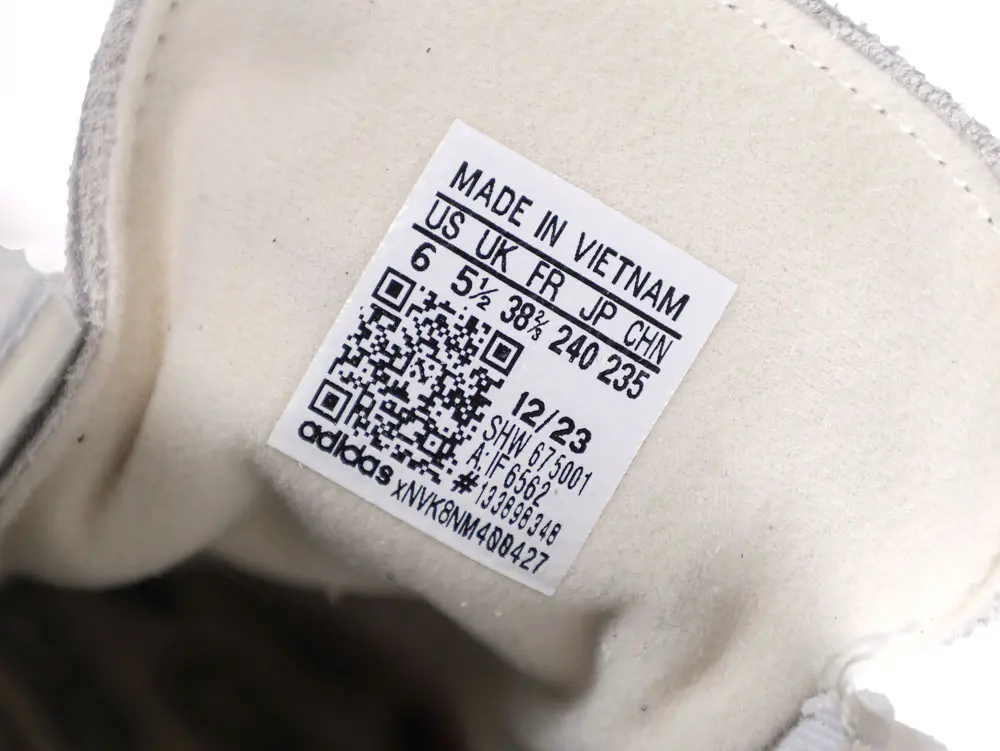 MADE IN VIETNAM
US UK FR JP CHN
6 5½ 38⅔ 240 235
12/23
SHW 675001
A: IF6562
#133898348
adidas
xNVK8NM400427